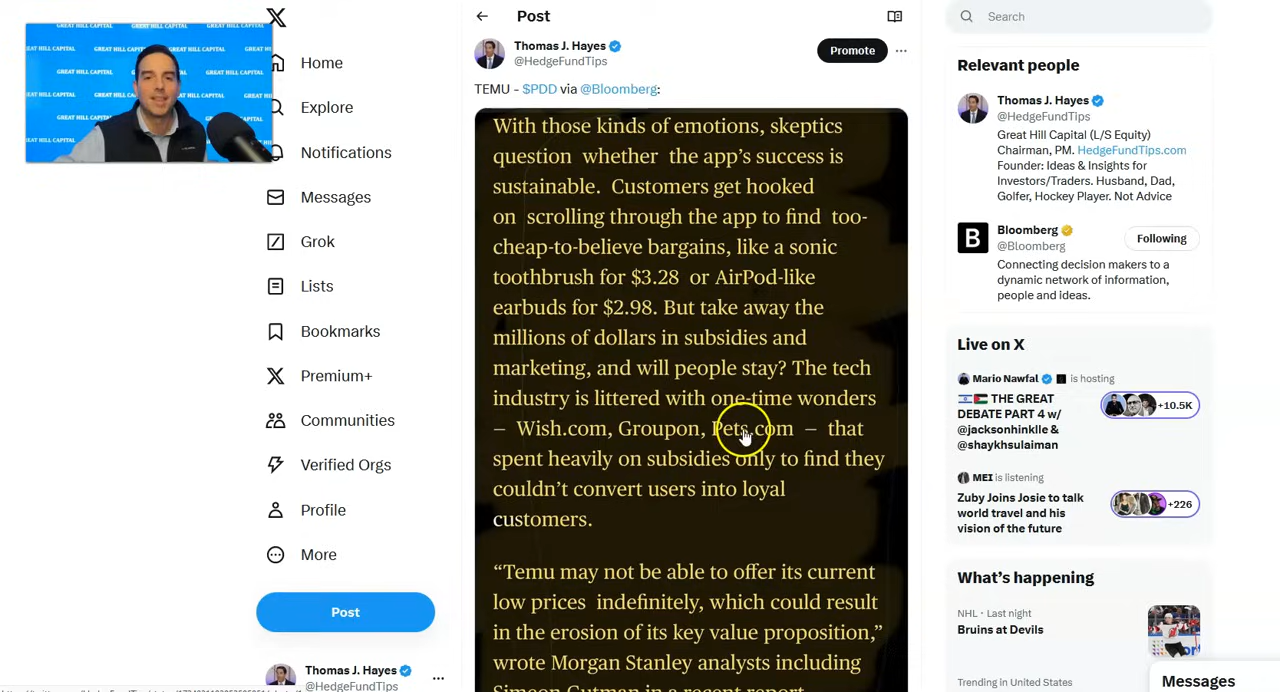 GREAT HILL CAPITAL GREAT HILL CAPITAL
EAT HILL CAPITAL GREAT HILL CAPITAL GREAT HILL CAP
GREAT HILL
GREAT HILL CAPITAL
Home
Explore
Notifications
Messages
Grok
Lists
Bookmarks
Premium+
Communities
Verified Orgs
Profile
More
Post
Thomas J. Hayes
@HedgeFundTips
Post
Thomas J. Hayes
@HedgeFundTips
Promote
TEMU - $PDD via @Bloomberg:
With those kinds of emotions, skeptics
question whether the app’s success is
sustainable. Customers get hooked
on scrolling through the app to find too-
cheap-to-believe bargains, like a sonic
toothbrush for $3.28 or AirPod-like
earbuds for $2.98. But take away the
millions of dollars in subsidies and
marketing, and will people stay? The tech
industry is littered with one-time wonders
– Wish.com, Groupon, Pets.com – that
spent heavily on subsidies only to find they
couldn’t convert users into loyal
customers.
“Temu may not be able to offer its current
low prices indefinitely, which could result
in the erosion of its key value proposition,”
wrote Morgan Stanley analysts including
Simeon Gutman in a recent report
Search
Relevant people
Thomas J. Hayes
@HedgeFundTips
Great Hill Capital (L/S Equity)
Chairman, PM. HedgeFundTips.com
Founder: Ideas & Insights for
Investors/Traders. Husband, Dad,
Golfer, Hockey Player. Not Advice
B
Bloomberg
@Bloomberg
Following
Connecting decision makers to a
dynamic network of information,
people and ideas.
Live on X
Mario Nawfal is hosting
THE GREAT
DEBATE PART 4 w/
@jacksonhinklle &
@shaykhsulaiman
+10.5K
MEI is listening
Zuby Joins Josie to talk
world travel and his
vision of the future
+226
What’s happening
NHL · Last night
Bruins at Devils
Trending in United States
Messages